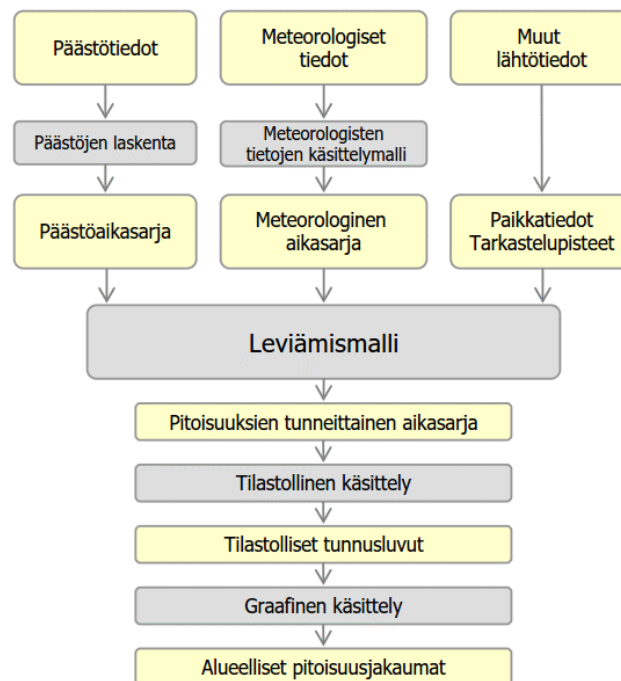 Päästötiedot
Meteorologiset
tiedot
Muut
lähtötiedot
Päästöjen laskenta
Meteorologisten
tietojen käsittelymalli
Päästöaikasarja
Meteorologinen
aikasarja
Paikkatiedot
Tarkastelupisteet
Leviämismalli
Pitoisuuksien tunneittainen aikasarja
Tilastollinen käsittely
Tilastolliset tunnusluvut
Graafinen käsittely
Alueelliset pitoisuusjakaumat